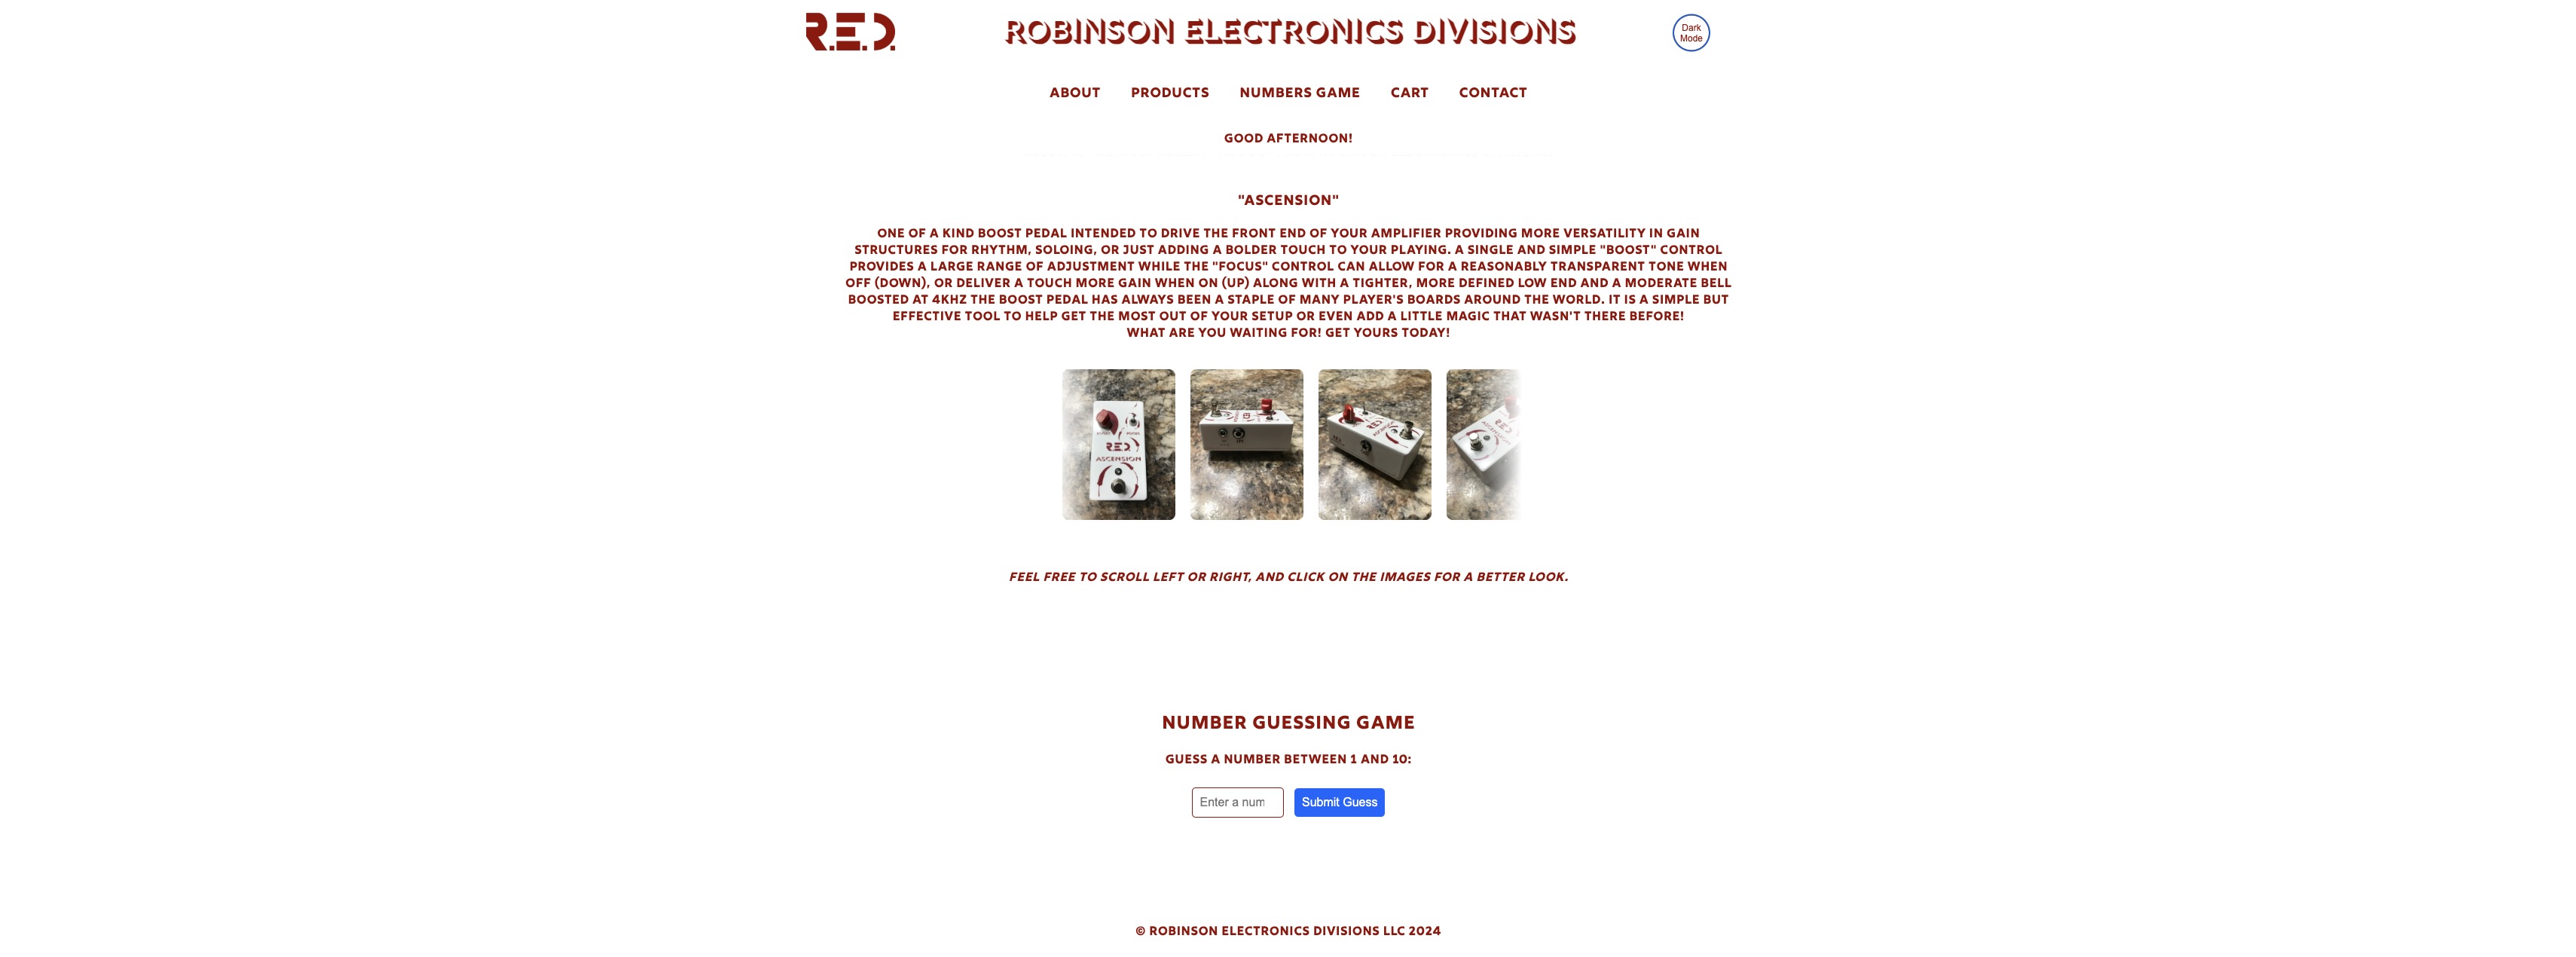 R.E.D.
ROBINSON ELECTRONICS DIVISIONS
Dark
Mode
ABOUT PRODUCTS NUMBERS GAME CART CONTACT
GOOD AFTERNOON!
"ASCENSION"
ONE OF A KIND BOOST PEDAL INTENDED TO DRIVE THE FRONT END OF YOUR AMPLIFIER PROVIDING MORE VERSATILITY IN GAIN
STRUCTURES FOR RHYTHM, SOLOING, OR JUST ADDING A BOLDER TOUCH TO YOUR PLAYING. A SINGLE AND SIMPLE "BOOST" CONTROL
PROVIDES A LARGE RANGE OF ADJUSTMENT WHILE THE "FOCUS" CONTROL CAN ALLOW FOR A REASONABLY TRANSPARENT TONE WHEN
OFF (DOWN), OR DELIVER A TOUCH MORE GAIN WHEN ON (UP) ALONG WITH A TIGHTER, MORE DEFINED LOW END AND A MODERATE BELL
BOOSTED AT 4KHZ THE BOOST PEDAL HAS ALWAYS BEEN A STAPLE OF MANY PLAYER'S BOARDS AROUND THE WORLD. IT IS A SIMPLE BUT
EFFECTIVE TOOL TO HELP GET THE MOST OUT OF YOUR SETUP OR EVEN ADD A LITTLE MAGIC THAT WASN'T THERE BEFORE!
WHAT ARE YOU WAITING FOR! GET YOURS TODAY!
R.E.D.
ASCENSION
FEEL FREE TO SCROLL LEFT OR RIGHT, AND CLICK ON THE IMAGES FOR A BETTER LOOK.
NUMBER GUESSING GAME
GUESS A NUMBER BETWEEN 1 AND 10:
Enter a num
Submit Guess
© ROBINSON ELECTRONICS DIVISIONS LLC 2024